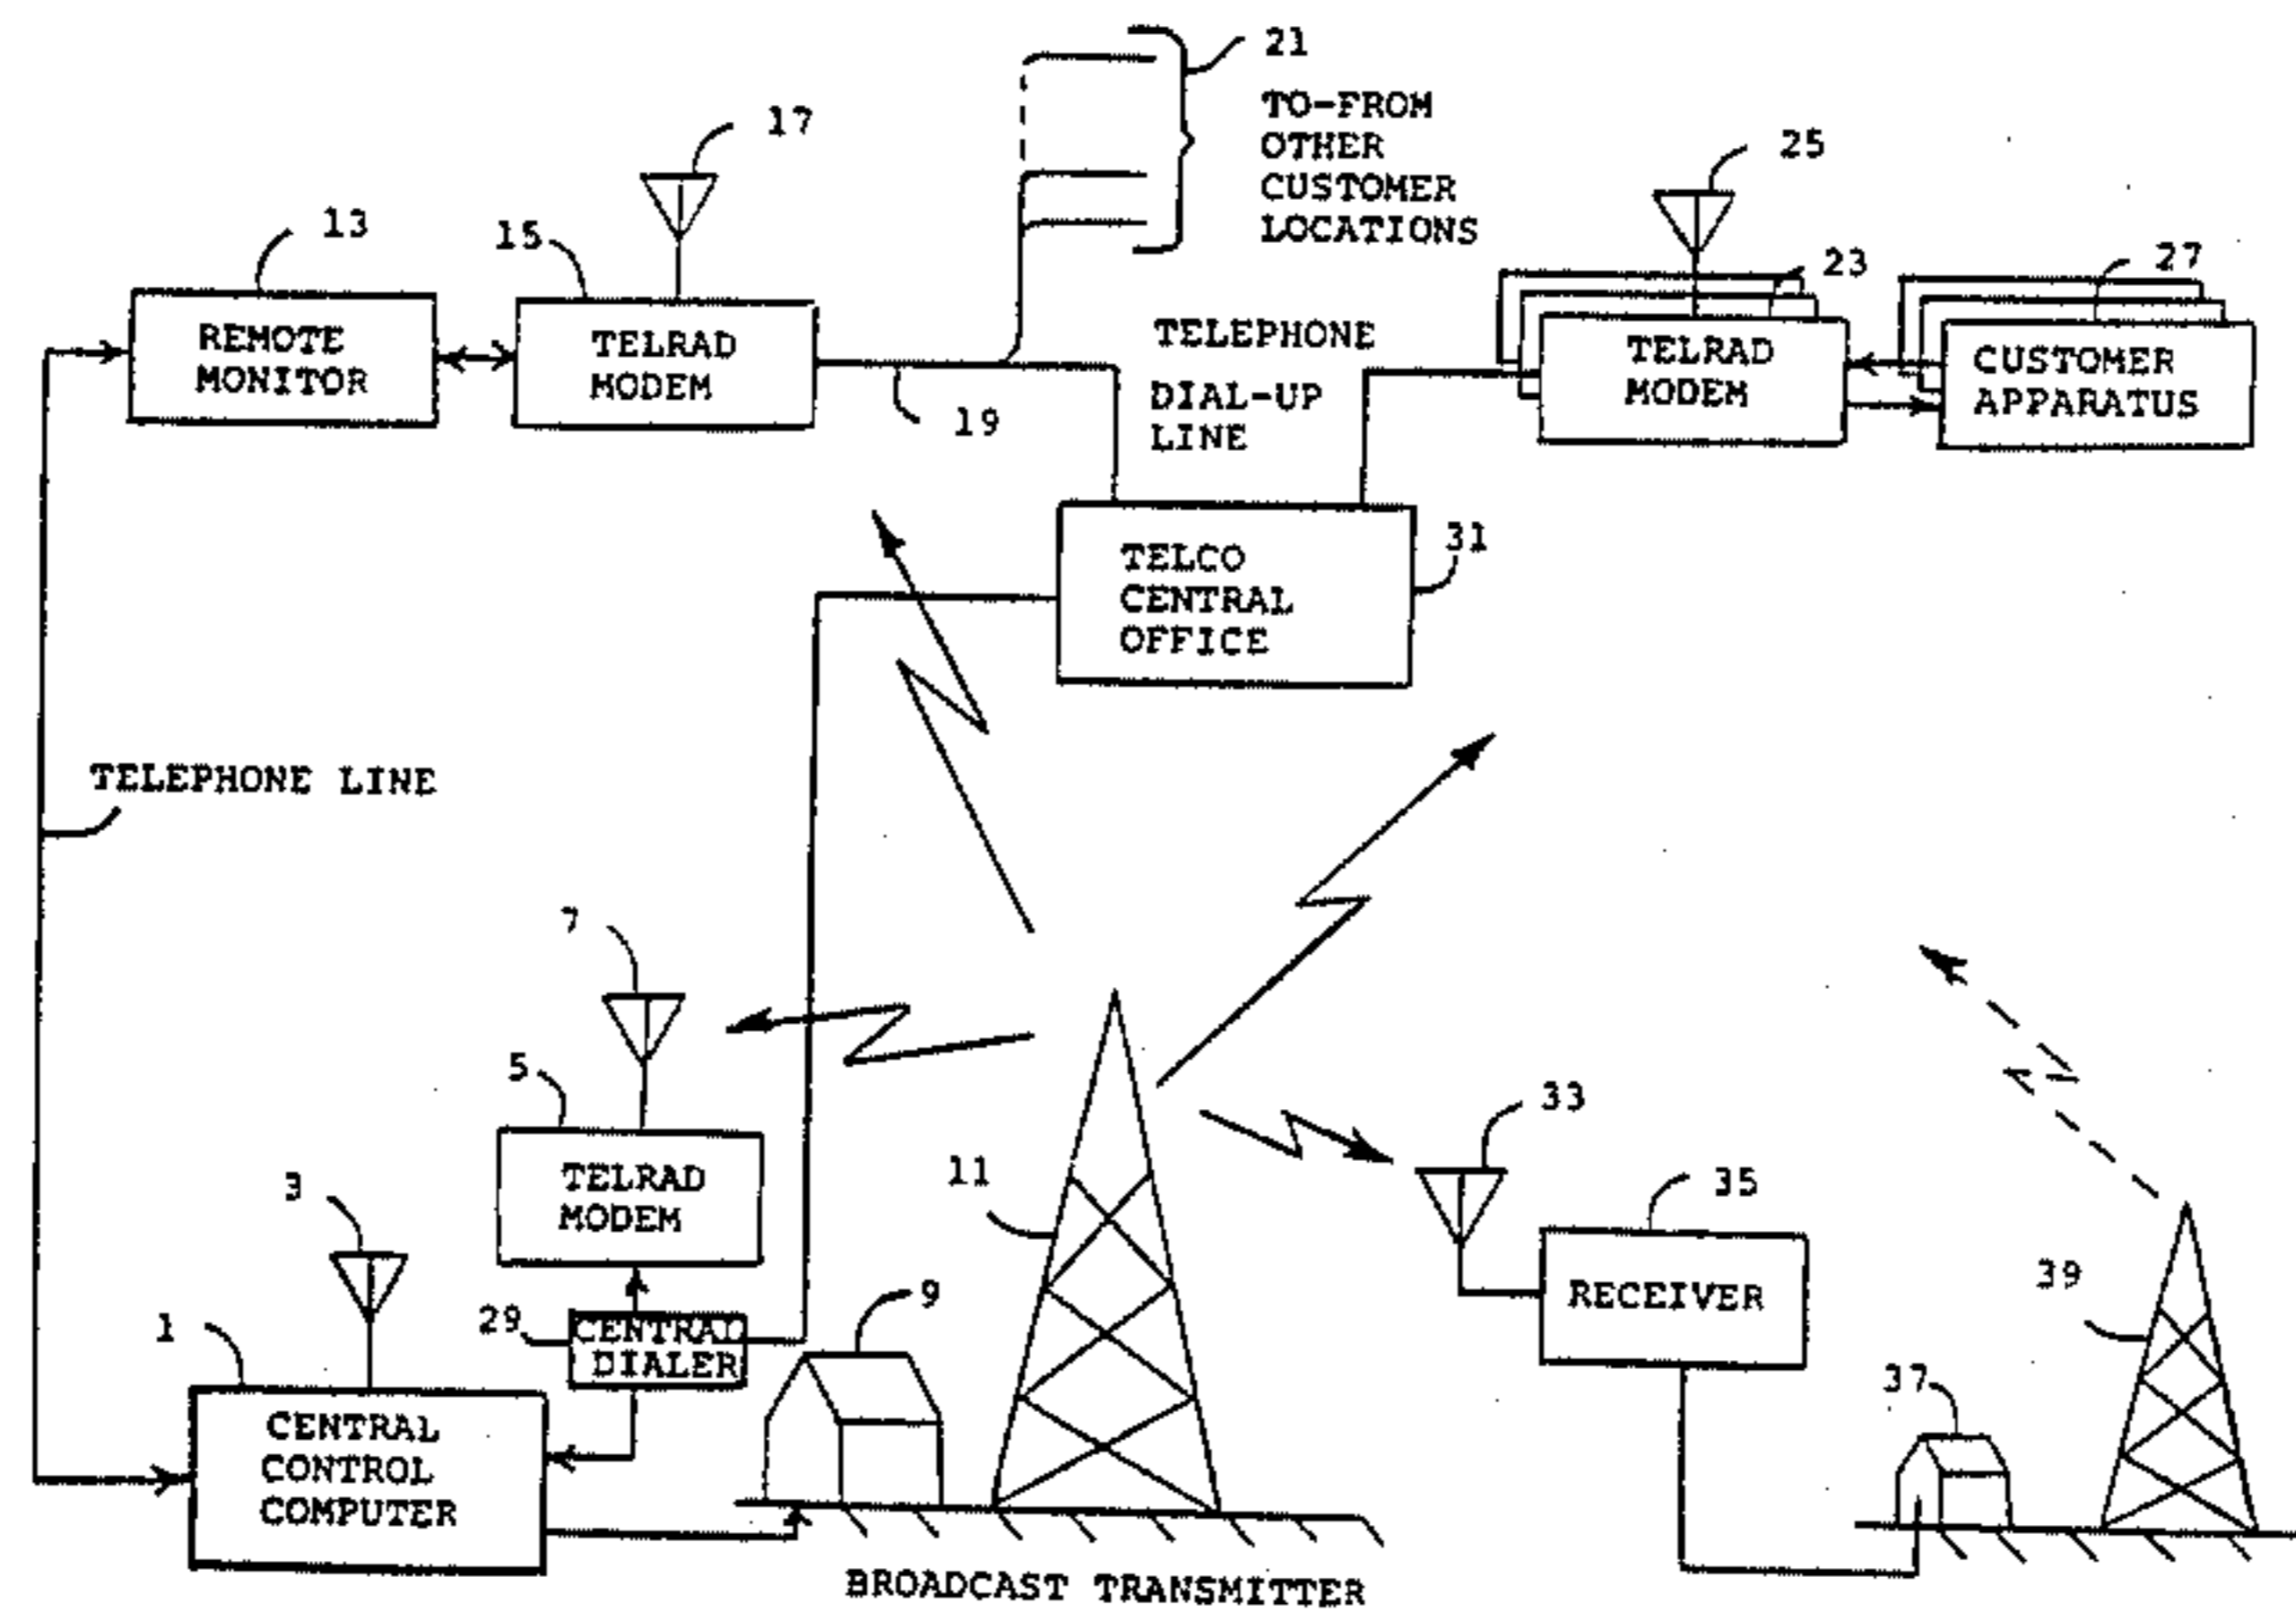 21
TO-FROM
OTHER
CUSTOMER
LOCATIONS
17
25
13
15
23
27
REMOTE
MONITOR
TELRAD
MODEM
19
TELEPHONE
DIAL-UP
LINE
TELRAD
MODEM
CUSTOMER
APPARATUS
31
TELCO
CENTRAL
OFFICE
TELEPHONE LINE
7
5
TELRAD
MODEM
3
1
29
CENTRAL
DIALER
9
11
33
35
RECEIVER
39
37
CENTRAL
CONTROL
COMPUTER
BROADCAST TRANSMITTER